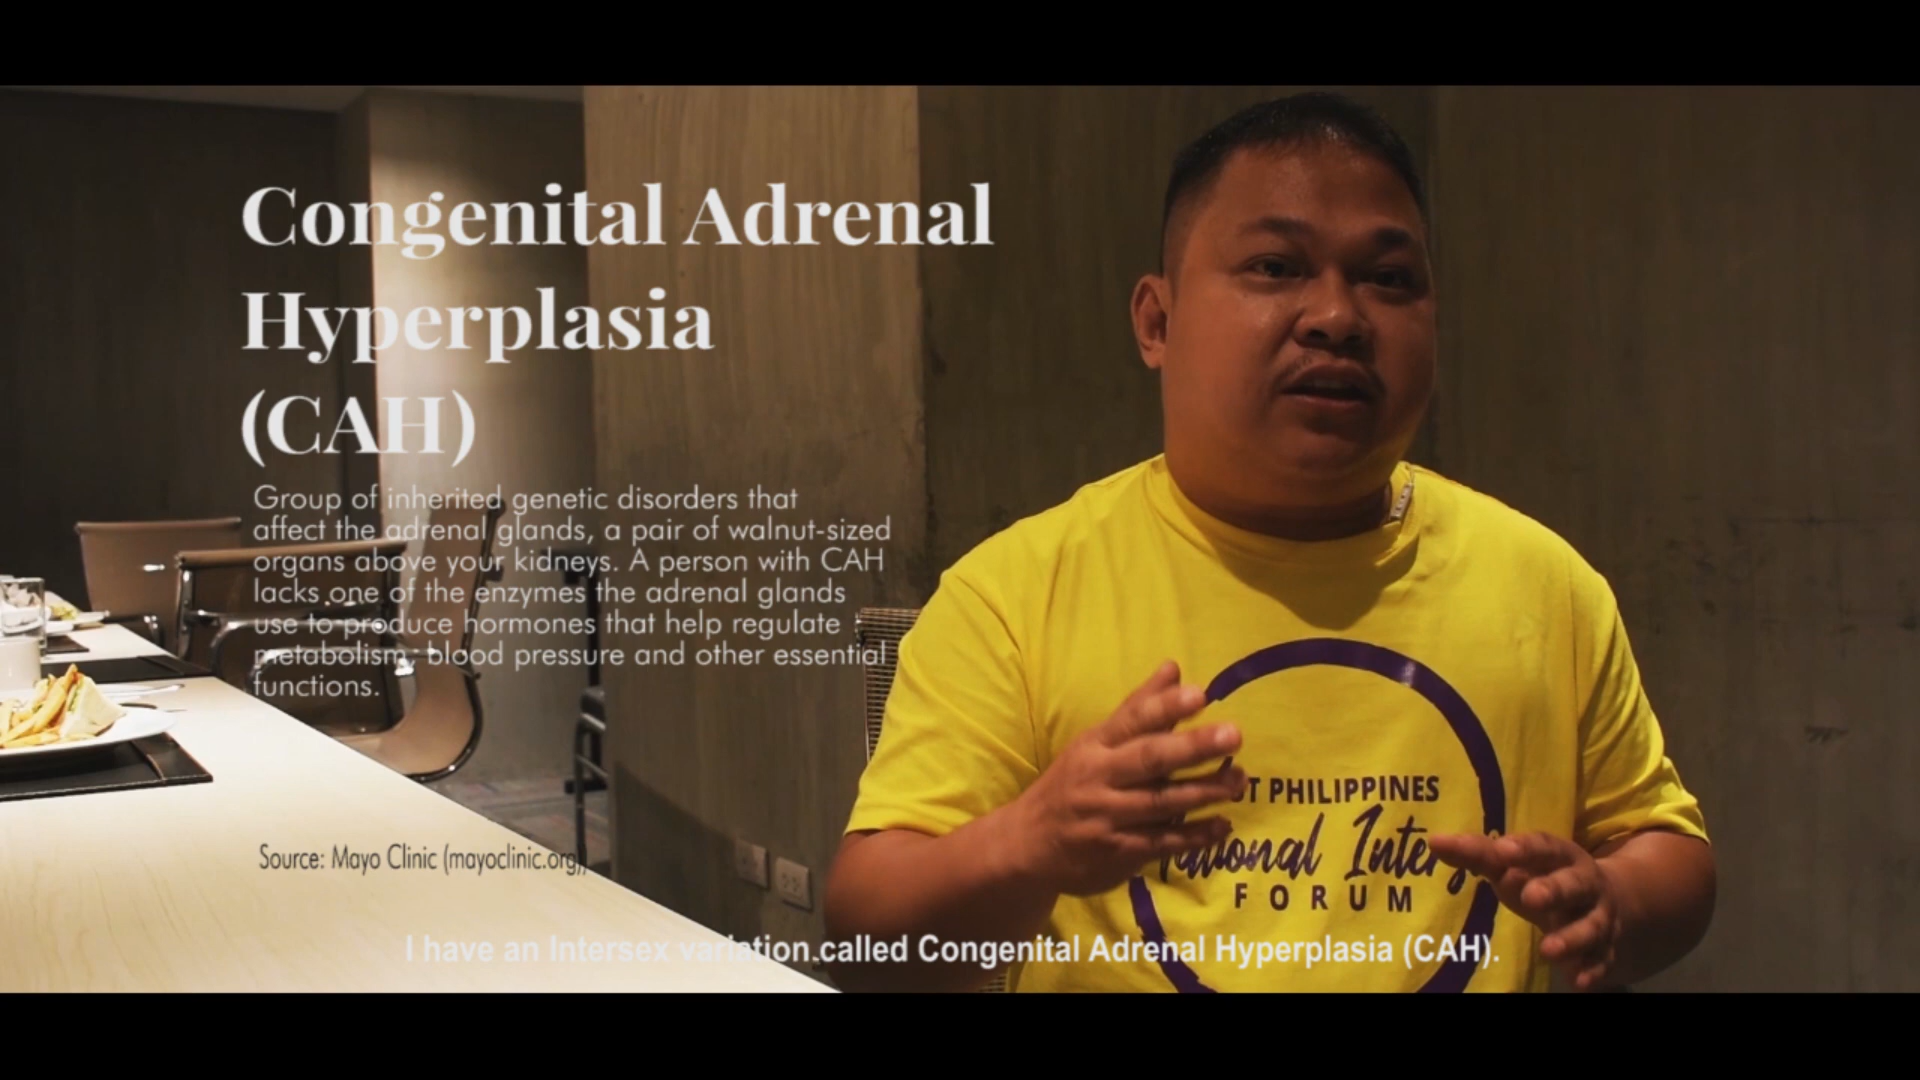 Congenital Adrenal
Hyperplasia
(CAH)
Group of inherited genetic disorders that
affect the adrenal glands, a pair of walnut-sized
organs above your kidneys. A person with CAH
lacks one of the enzymes the adrenal glands
use to produce hormones that help regulate
metabolism, blood pressure and other essential
functions.
Source: Mayo Clinic (mayoclinic.org))
PHILIPPINES
FORUM
I have an Intersex variation called Congenital Adrenal Hyperplasia (CAH).